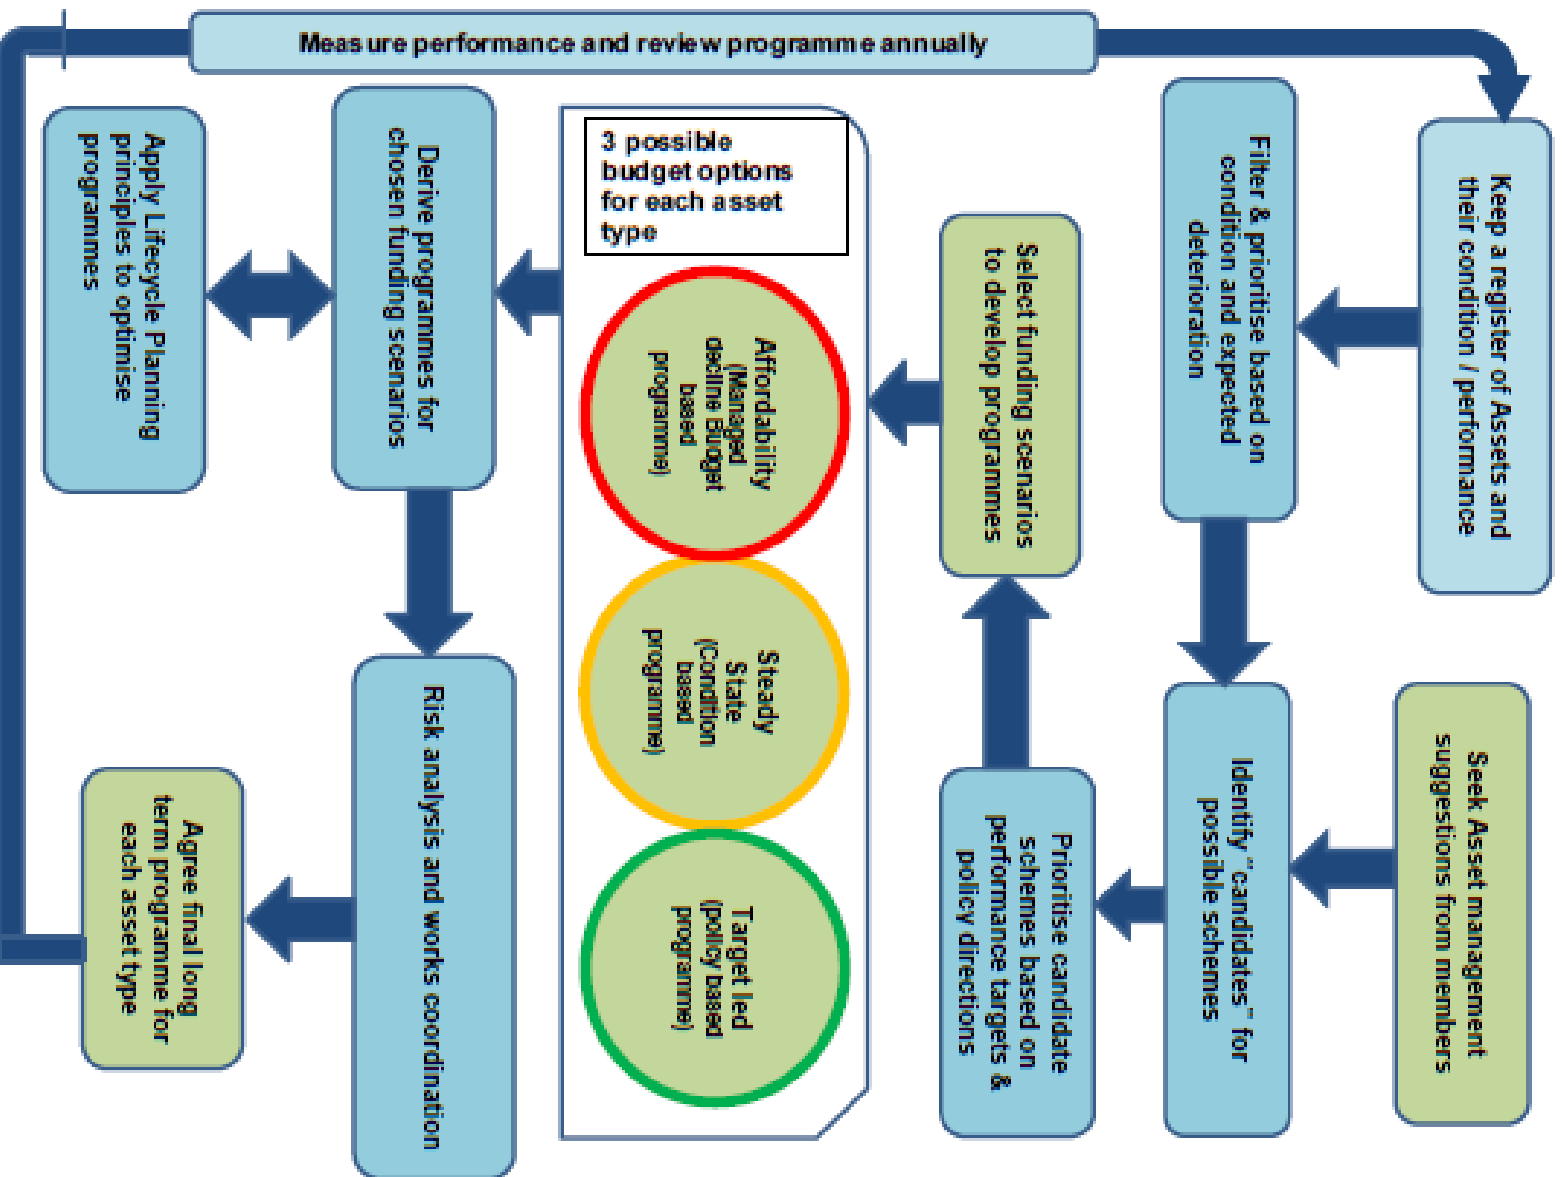 Measure performance and review programme annually
Keep a register of Assets and
their condition / performance
Filter & prioritise based on
condition and expected
deterioration
Seek Asset management
suggestions from members
Identify "candidates" for
possible schemes
Prioritise candidate
schemes based on
performance targets &
policy directions
Select funding scenarios
to develop programmes
3 possible
budget options
for each asset
type
Affordability
(Managed
decline Budget
based
programme)
Steady
State
(Condition
based
programme)
Target led
(policy based
programme)
Derive programmes for
chosen funding scenarios
Apply Lifecycle Planning
principles to optimise
programmes
Risk analysis and works coordination
Agree final long
term programme for
each asset type